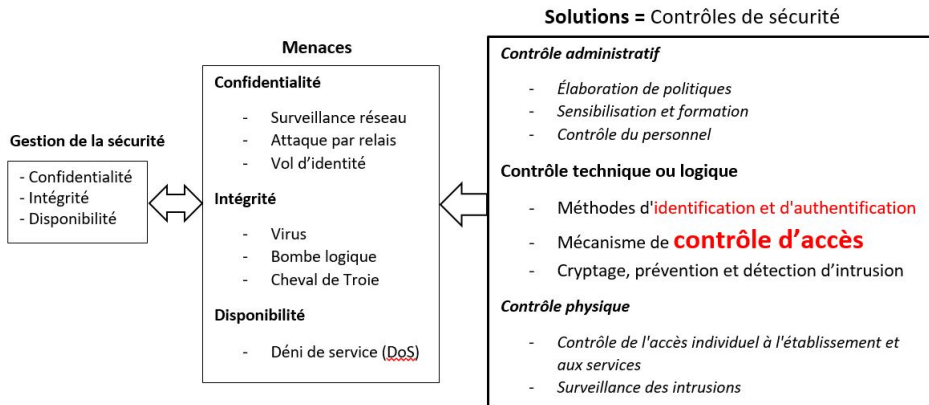 Gestion de la sécurité
- Confidentialité
- Intégrité
- Disponibilité
Menaces
Confidentialité
- Surveillance réseau
- Attaque par relais
- Vol d’identité
Intégrité
- Virus
- Bombe logique
- Cheval de Troie
Disponibilité
- Déni de service (DoS)
Solutions = Contrôles de sécurité
Contrôle administratif
- Élaboration de politiques
- Sensibilisation et formation
- Contrôle du personnel
Contrôle technique ou logique
- Méthodes d'identification et d'authentification
- Mécanisme de contrôle d’accès
- Cryptage, prévention et détection d’intrusion
Contrôle physique
- Contrôle de l'accès individuel à l'établissement et
aux services
- Surveillance des intrusions